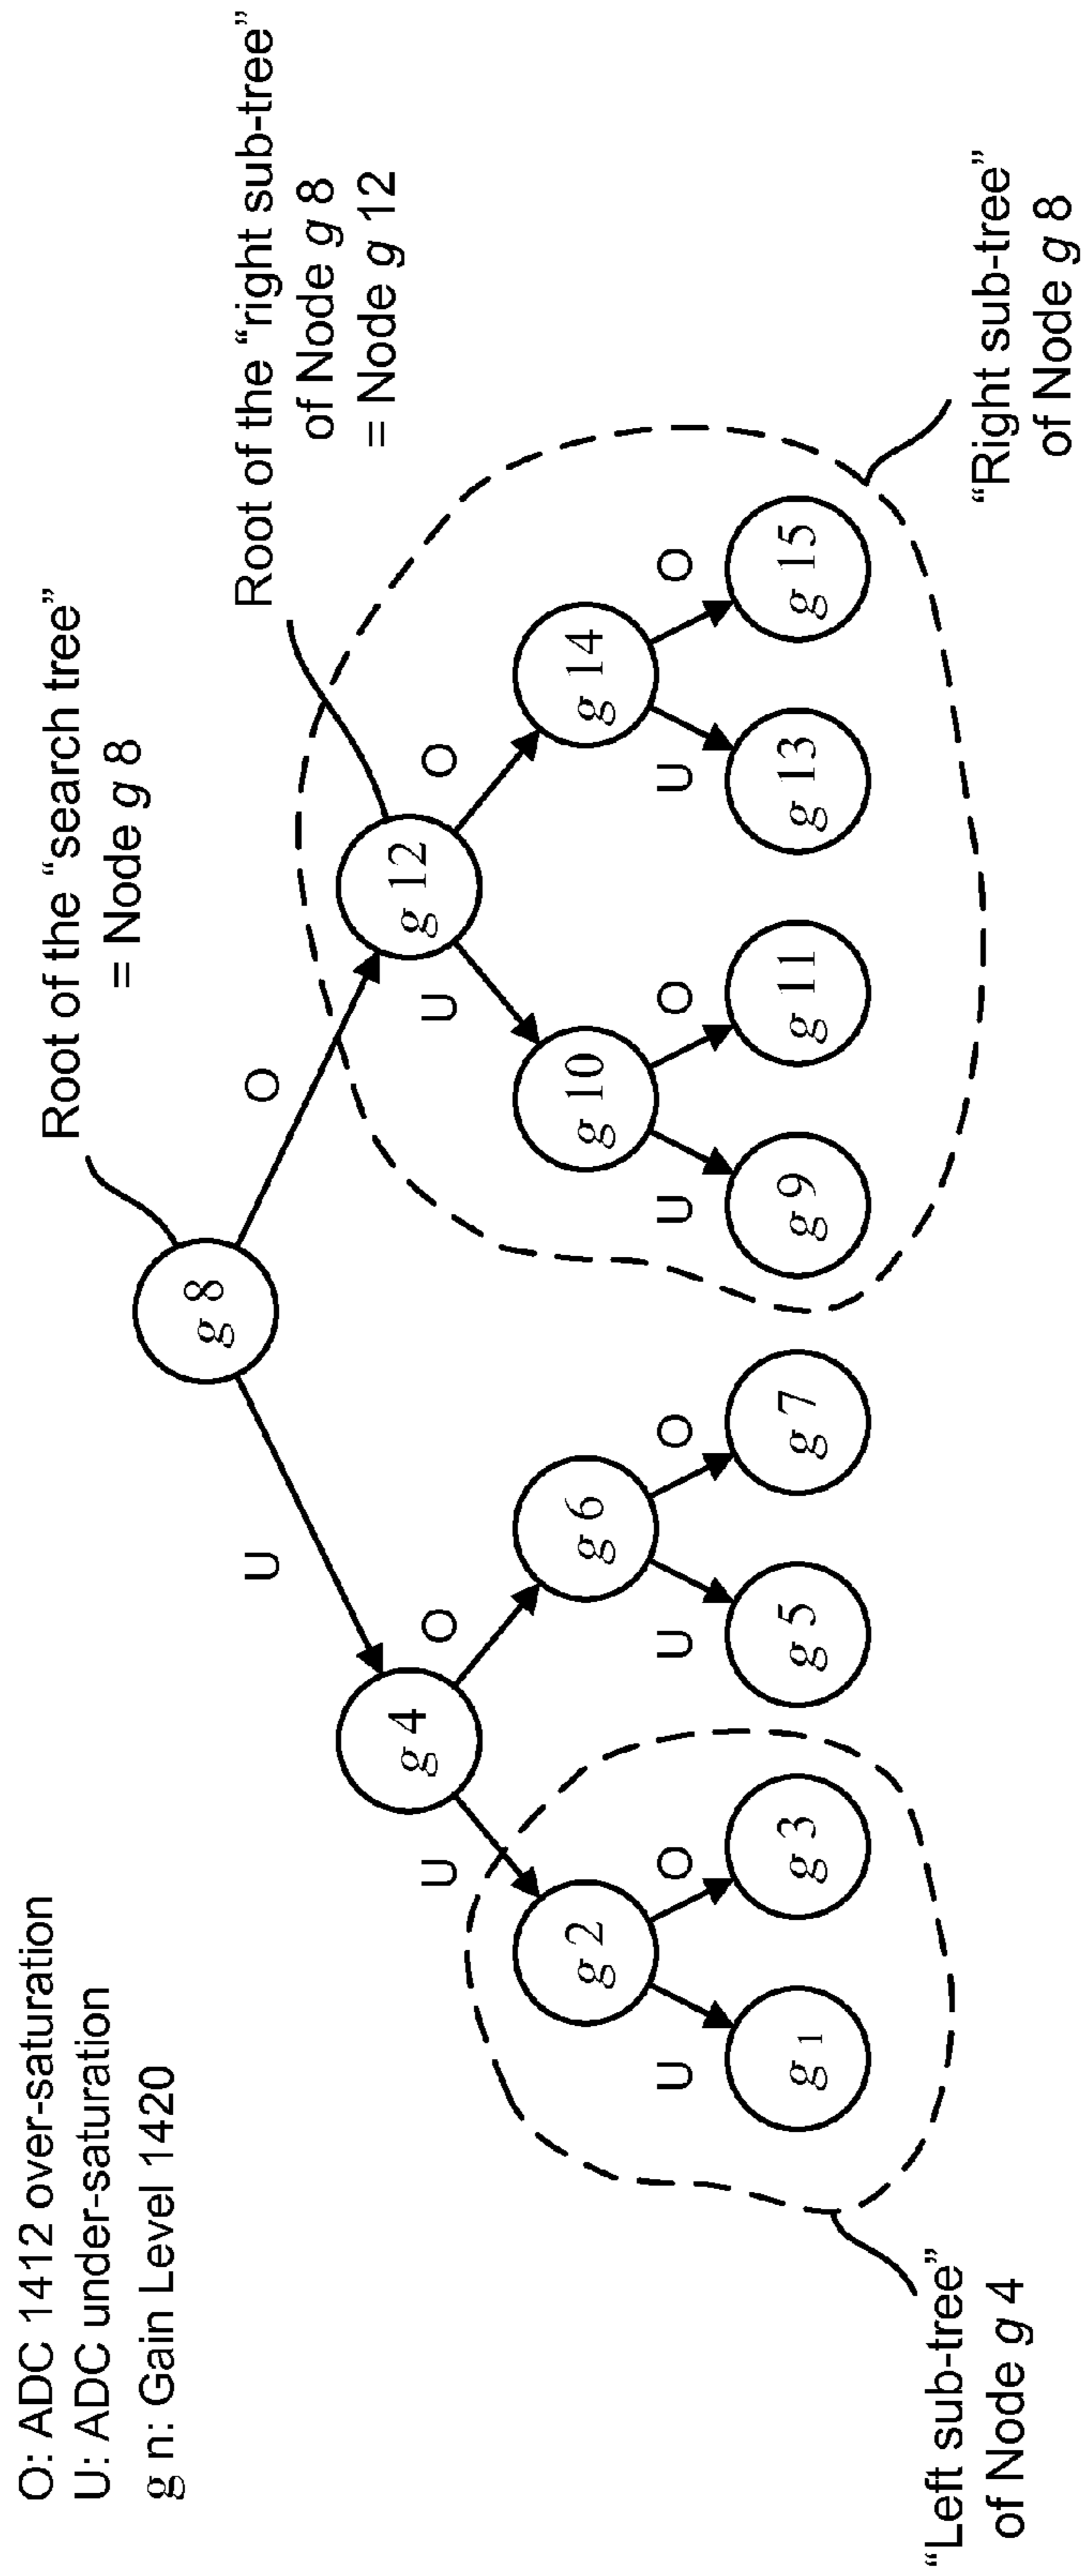 O: ADC 1412 over-saturation
U: ADC under-saturation
g n: Gain Level 1420
Root of the “search tree”
= Node g 8
Root of the “right sub-tree”
of Node g 8
= Node g 12
g 8
U
O
g 4
g 12
U
O
U
O
g 2
g 6
g 10
g 14
U
O
U
O
U
O
U
O
g 1
g 3
g 5
g 7
g 9
g 11
g 13
g 15
“Left sub-tree”
of Node g 4
“Right sub-tree”
of Node g 8